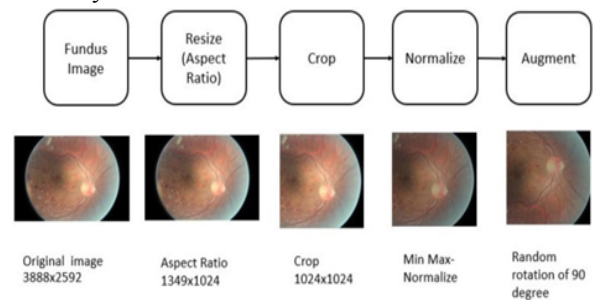 Fundus
Image
Resize
(Aspect
Ratio)
Crop
Normalize
Augment
Original image
3888x2592
Aspect Ratio
1349x1024
Crop
1024x1024
Min Max-
Normalize
Random
rotation of 90
degree